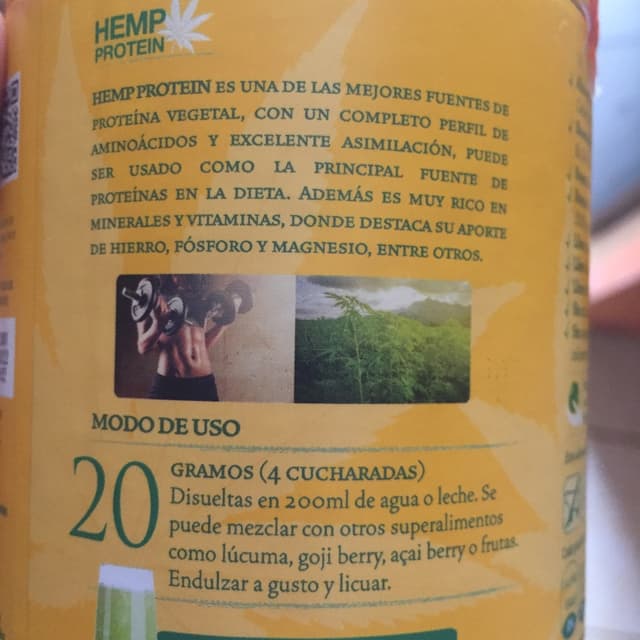 HEMP
PROTEIN
HEMP PROTEIN ES UNA DE LAS MEJORES FUENTES DE
PROTEÍNA VEGETAL, CON UN COMPLETO PERFIL DE
AMINOÁCIDOS Y EXCELENTE ASIMILACIÓN, PUEDE
SER USADO COMO LA PRINCIPAL FUENTE DE
PROTEÍNAS EN LA DIETA. ADEMÁS ES MUY RICO EN
MINERALES Y VITAMINAS, DONDE DESTACA SU APORTE
DE HIERRO, FÓSFORO Y MAGNESIO, ENTRE OTROS.
MODO DE USO
20 GRAMOS (4 CUCHARADAS)
Disueltas en 200ml de agua o leche. Se
puede mezclar con otros superalimentos
como lúcuma, goji berry, açai berry o frutas.
Endulzar a gusto y licuar.